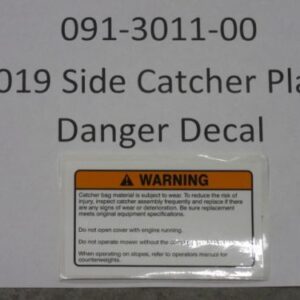 091-3011-00
019 Side Catcher Pla
Danger Decal
WARNING
Catcher bag material is subject to wear. To reduce the risk of
injury, inspect catcher assembly frequently and replace if there
are any signs of wear or deterioration. Be sure replacement
meets original equipment specifications.
Do not open cover with engine running.
Do not operate mower without the
When operating on slopes, refer to operators manual for
counterweights.